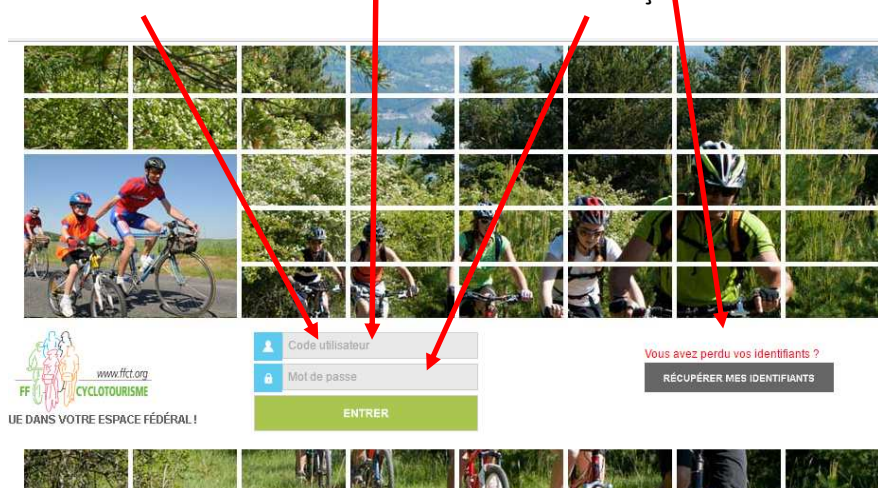 Code utilisateur
Mot de passe
ENTRER
Vous avez perdu vos identifiants ?
RÉCUPÉRER MES IDENTIFIANTS
www.ffct.org
FF CYCLOTOURISME
UE DANS VOTRE ESPACE FÉDÉRAL !